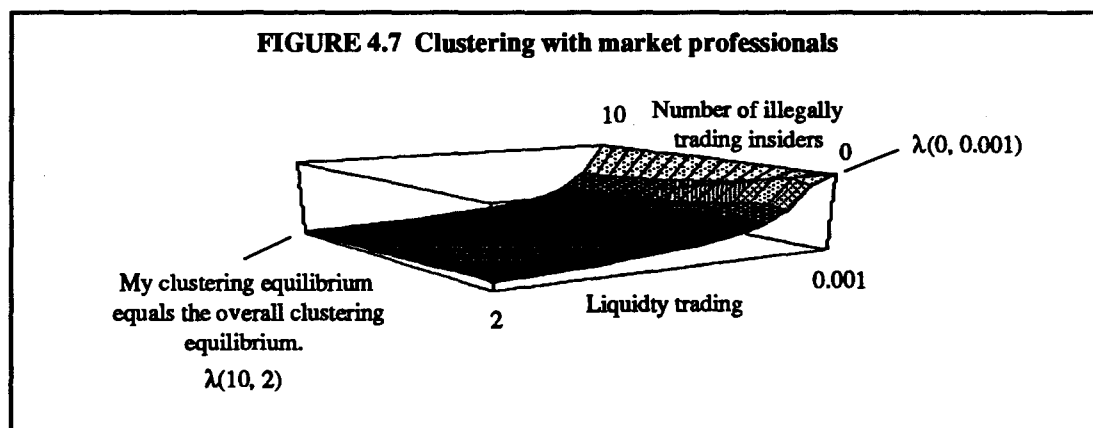 FIGURE 4.7 Clustering with market professionals
10
Number of illegally
trading insiders
0
λ(0, 0.001)
My clustering equilibrium
equals the overall clustering
equilibrium.
λ(10, 2)
2
Liquidty trading
0.001